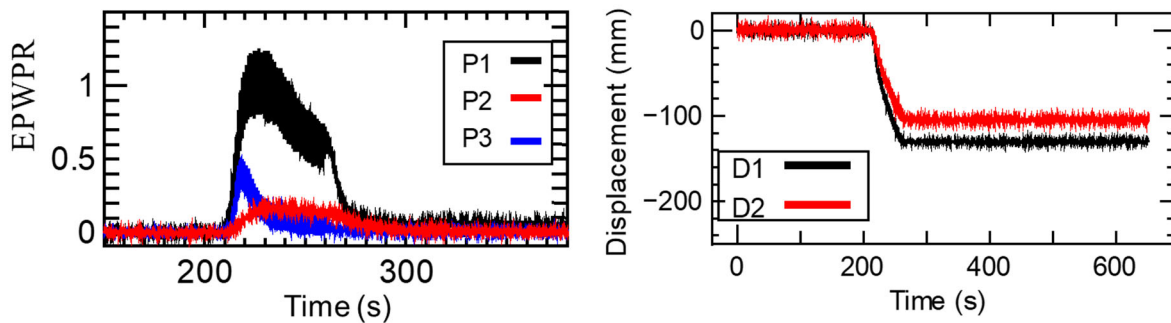 EPWPR
1
0.5
0
P1
P2
P3
200
300
Time (s)
Displacement (mm)
0
−100
−200
D1
D2
0
200
400
600
Time (s)